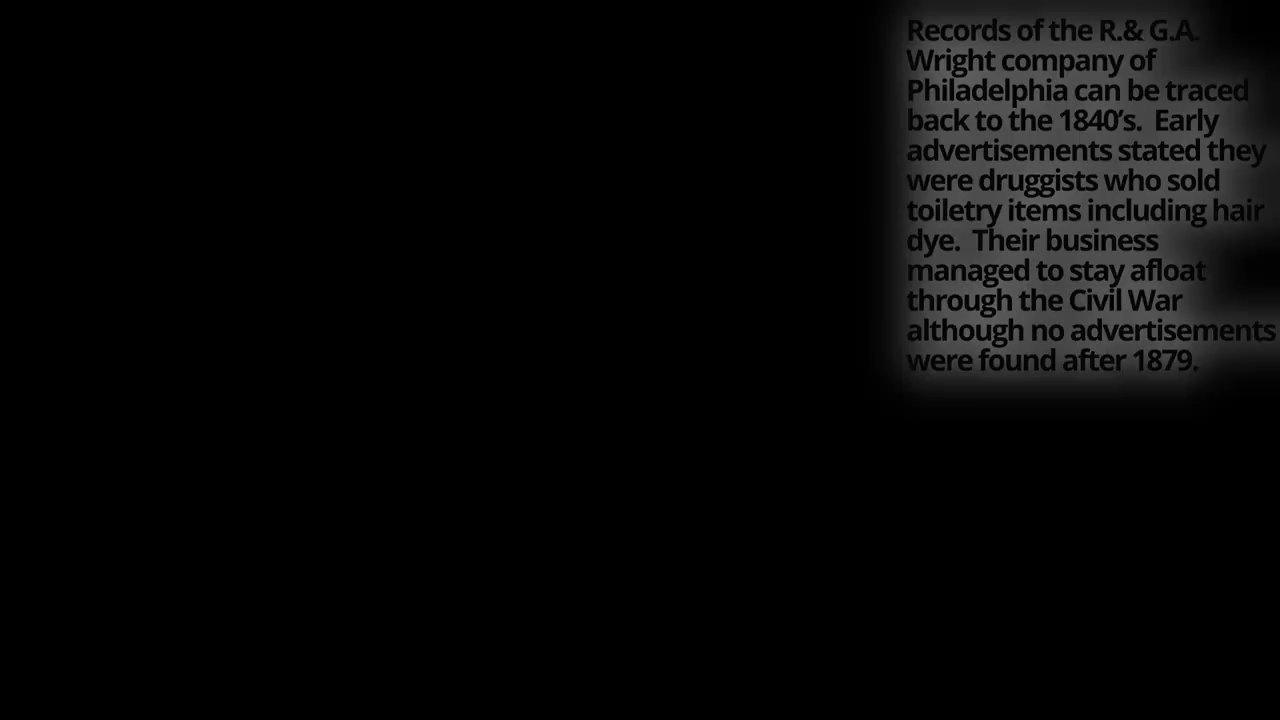 Records of the R.& G.A.
Wright company of
Philadelphia can be traced
back to the 1840’s.  Early
advertisements stated they
were druggists who sold
toiletry items including hair
dye.  Their business
managed to stay afloat
through the Civil War
although no advertisements
were found after 1879.